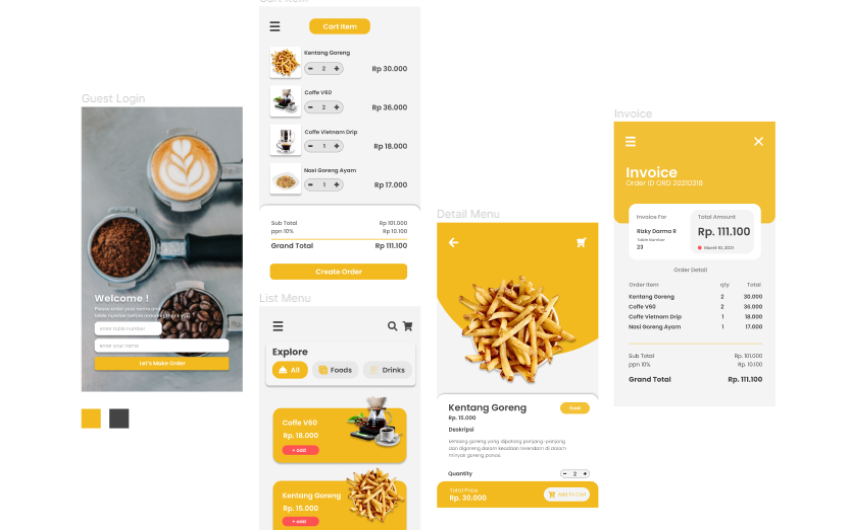 Cart Item
Cart Item
Kentang Goreng
- 2 +
Rp 30.000
Coffe V60
- 2 +
Rp 36.000
Coffe Vietnam Drip
- 1 +
Rp 18.000
Nasi Goreng Ayam
- 1 +
Rp 17.000
Sub Total Rp 101.000
ppn 10% Rp 10.100
Grand Total Rp 111.100
Create Order
Guest Login
Welcome !
Please enter your name and
table number before
enter table number
enter your name
Let's Make Order
List Menu
Explore
All
Foods
Drinks
Coffe V60
Rp. 18.000
+ add
Kentang Goreng
Rp. 15.000
+ add
Detail Menu
Kentang Goreng
Food
Rp. 15.000
Deskripsi
Kentang goreng yang dipotong panjang-panjang
dan digoreng dalam keadaan terendam di dalam
minyak goreng panas.
Quantity
- 2 +
Total Price
Rp. 30.000
Add To Cart
Invoice
Invoice
Order ID ORD 20210318
Invoice For
Rizky Darma R
Table Number
23
Total Amount
Rp. 111.100
Order Detail
Order Item qty Total
Kentang Goreng 2 30.000
Coffe V60 2 36.000
Coffe Vietnam Drip 1 18.000
Nasi Goreng Ayam 1 17.000
Sub Total Rp. 101.000
ppn 10% Rp. 10.100
Grand Total Rp. 111.100